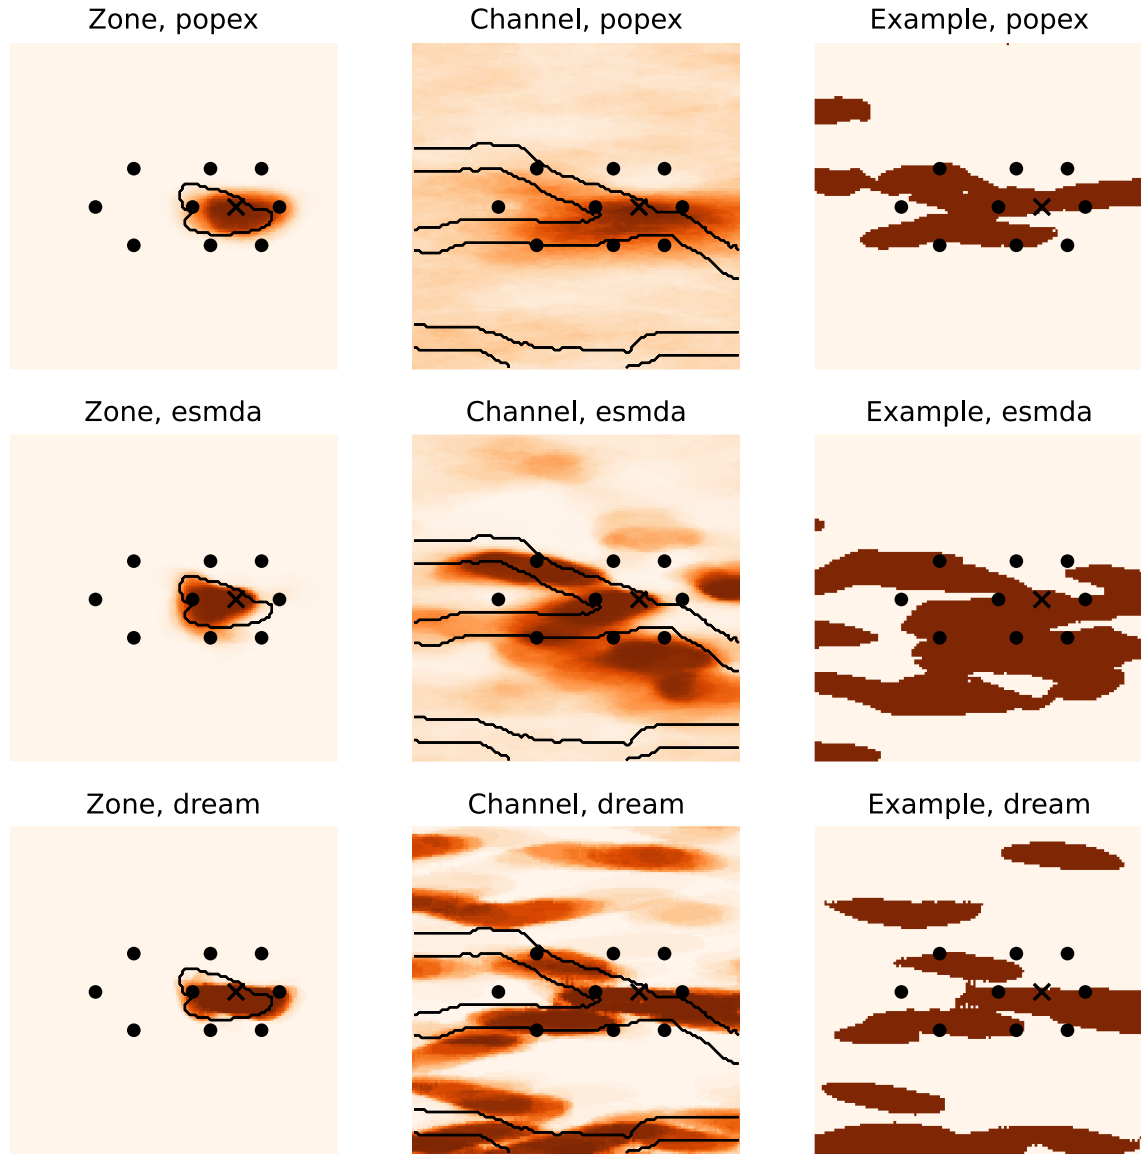 Zone, popex
Channel, popex
Example, popex
Zone, esmda
Channel, esmda
Example, esmda
Zone, dream
Channel, dream
Example, dream